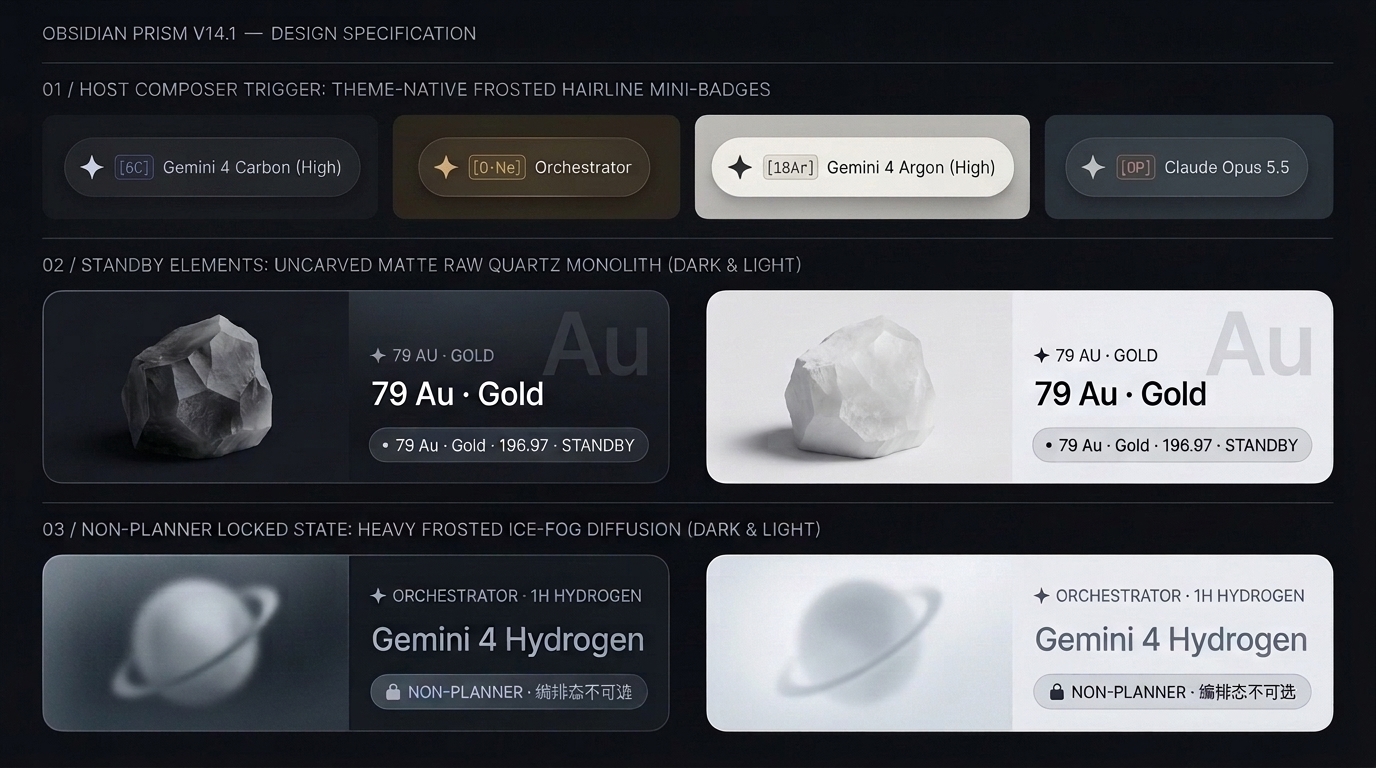 OBSIDIAN PRISM V14.1 — DESIGN SPECIFICATION
01 / HOST COMPOSER TRIGGER: THEME-NATIVE FROSTED HAIRLINE MINI-BADGES
[6C] Gemini 4 Carbon (High)
[O·Ne] Orchestrator
[18Ar] Gemini 4 Argon (High)
[OP] Claude Opus 5.5
02 / STANDBY ELEMENTS: UNCARVED MATTE RAW QUARTZ MONOLITH (DARK & LIGHT)
Au
79 AU · GOLD
79 Au · Gold
• 79 Au · Gold · 196.97 · STANDBY
Au
79 AU · GOLD
79 Au · Gold
• 79 Au · Gold · 196.97 · STANDBY
03 / NON-PLANNER LOCKED STATE: HEAVY FROSTED ICE-FOG DIFFUSION (DARK & LIGHT)
ORCHESTRATOR · 1H HYDROGEN
Gemini 4 Hydrogen
NON-PLANNER · 编排态不可选
ORCHESTRATOR · 1H HYDROGEN
Gemini 4 Hydrogen
NON-PLANNER · 编排态不可选